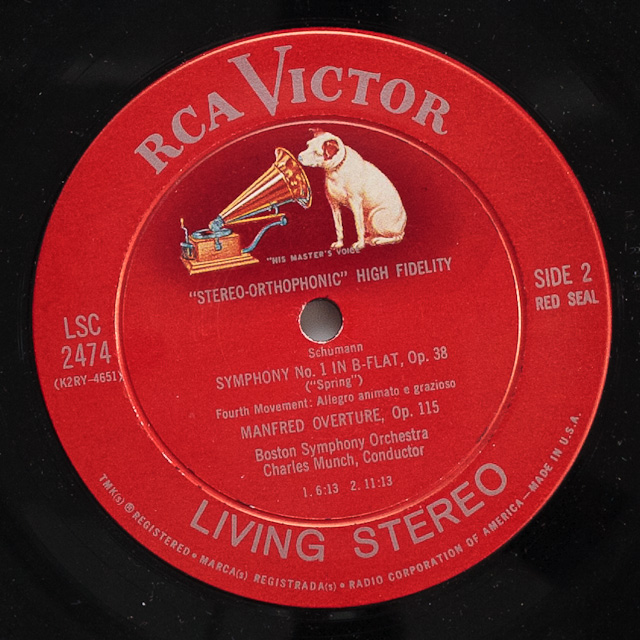 RCA VICTOR
"HIS MASTER'S VOICE"
"STEREO-ORTHOPHONIC" HIGH FIDELITY
SIDE 2
RED SEAL
LSC
2474
(K2RY-4651)
Schumann
SYMPHONY No. 1 IN B-FLAT, Op. 38
("Spring")
Fourth Movement: Allegro animato e grazioso
MANFRED OVERTURE, Op. 115
Boston Symphony Orchestra
Charles Munch, Conductor
1. 6:13 2. 11:13
LIVING STEREO
TMK(s) ® REGISTERED • MARCA(s) REGISTRADA(s) • RADIO CORPORATION OF AMERICA—MADE IN U.S.A.